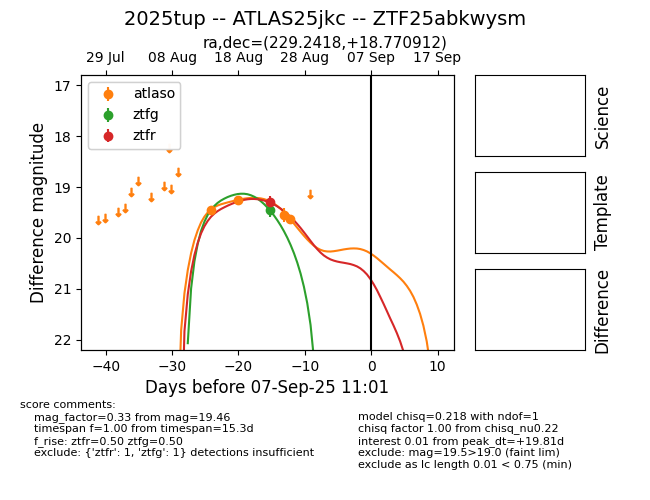 2025tup -- ATLAS25jkc -- ZTF25abkwysm
ra,dec=(229.2418,+18.770912)
29 Jul 08 Aug 18 Aug 28 Aug 07 Sep 17 Sep
atlaso
ztfg
ztfr
17
18
19
20
21
22
Difference magnitude
−40 −30 −20 −10 0 10
Days before 07-Sep-25 11:01
Science
Template
Difference
score comments:
mag_factor=0.33 from mag=19.46
timespan f=1.00 from timespan=15.3d
f_rise: ztfr=0.50 ztfg=0.50
exclude: {'ztfr': 1, 'ztfg': 1} detections insufficient
model chisq=0.218 with ndof=1
chisq factor 1.00 from chisq_nu0.22
interest 0.01 from peak_dt=+19.81d
exclude: mag=19.5>19.0 (faint lim)
exclude as lc length 0.01 < 0.75 (min)